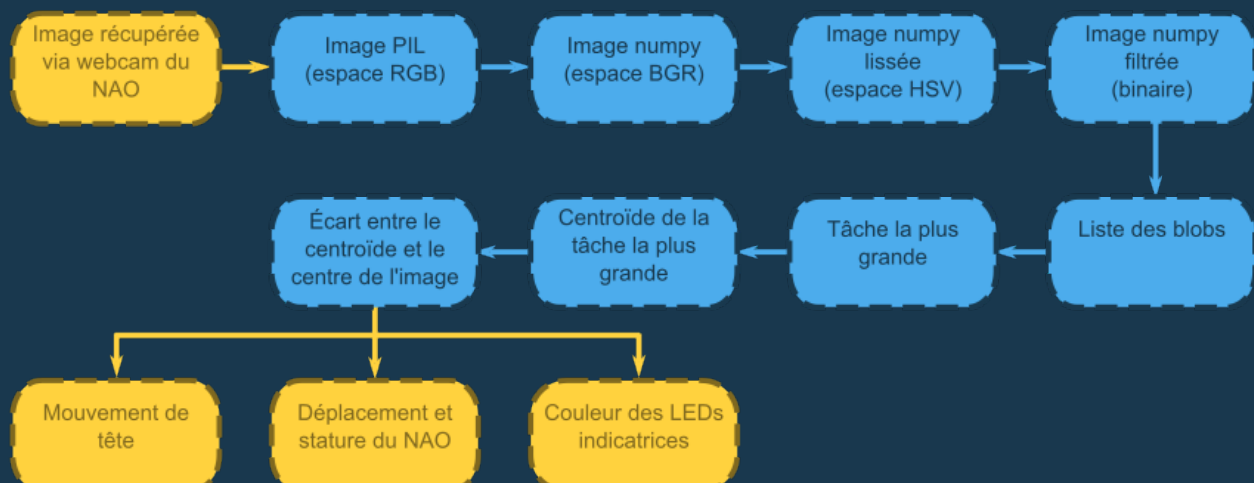 Image récupérée
via webcam du
NAO
Image PIL
(espace RGB)
Image numpy
(espace BGR)
Image numpy
lissée
(espace HSV)
Image numpy
filtrée
(binaire)
Liste des blobs
Tâche la plus
grande
Centroïde de la
tâche la plus
grande
Écart entre le
centroïde et le
centre de l'image
Mouvement de
tête
Déplacement et
stature du NAO
Couleur des LEDs
indicatrices